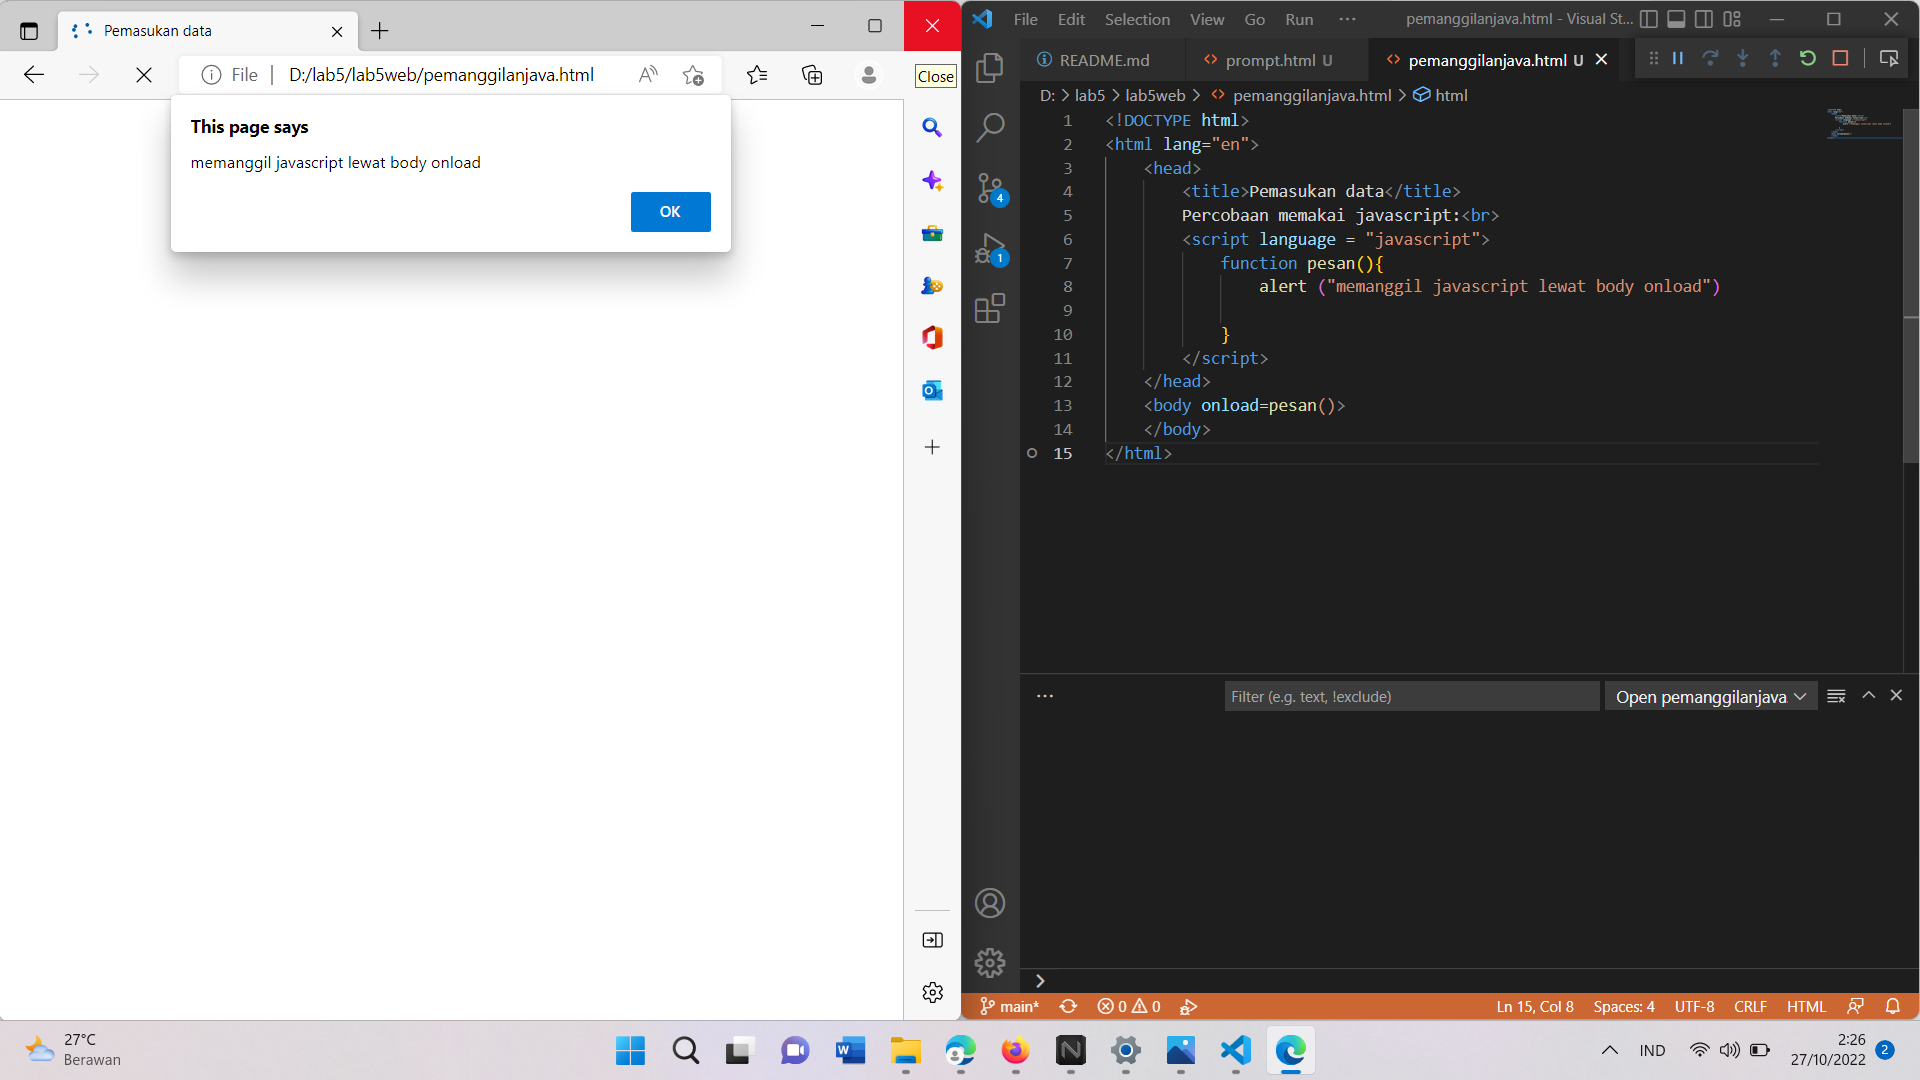 Pemasukan data
File
D:/lab5/lab5web/pemanggilanjava.html
Close
This page says
memanggil javascript lewat body onload
OK
File Edit Selection View Go Run ···
pemanggilanjava.html - Visual St...
README.md
prompt.html U
pemanggilanjava.html U
D: > lab5 > lab5web > pemanggilanjava.html > html
1 <!DOCTYPE html>
2 <html lang="en">
3 <head>
4 <title>Pemasukan data</title>
5 Percobaan memakai javascript:<br>
6 <script language = "javascript">
7 function pesan(){
8 alert ("memanggil javascript lewat body onload")
9
10 }
11 </script>
12 </head>
13 <body onload=pesan()>
14 </body>
15 </html>
4
1
Filter (e.g. text, !exclude)
Open pemanggilanjava.
main*
0 0
Ln 15, Col 8
Spaces: 4
UTF-8
CRLF
HTML
27°C
Berawan
IND
2:26
27/10/2022
2